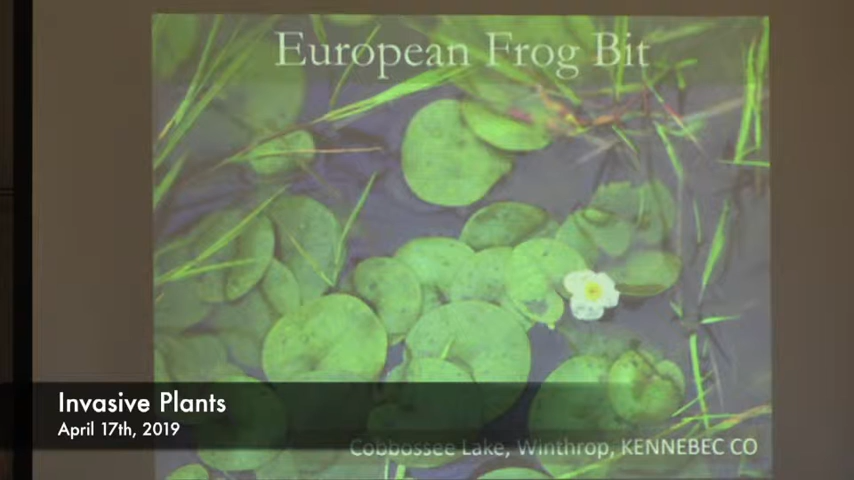 European Frog Bit
Invasive Plants
April 17th, 2019
Cobbossee Lake, Winthrop, KENNEBEC CO